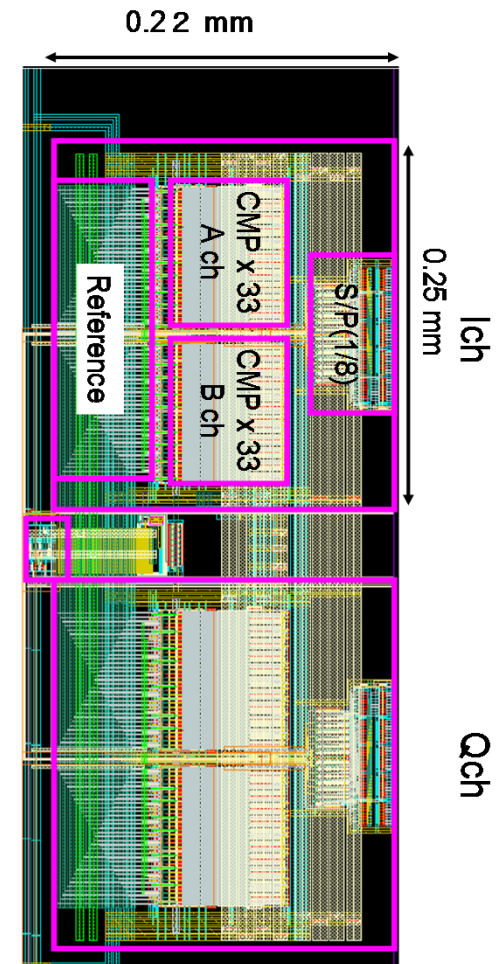 0.22 mm
Ich
0.25 mm
S/P(1/8)
CMP x 33
A ch
CMP x 33
B ch
Reference
Qch